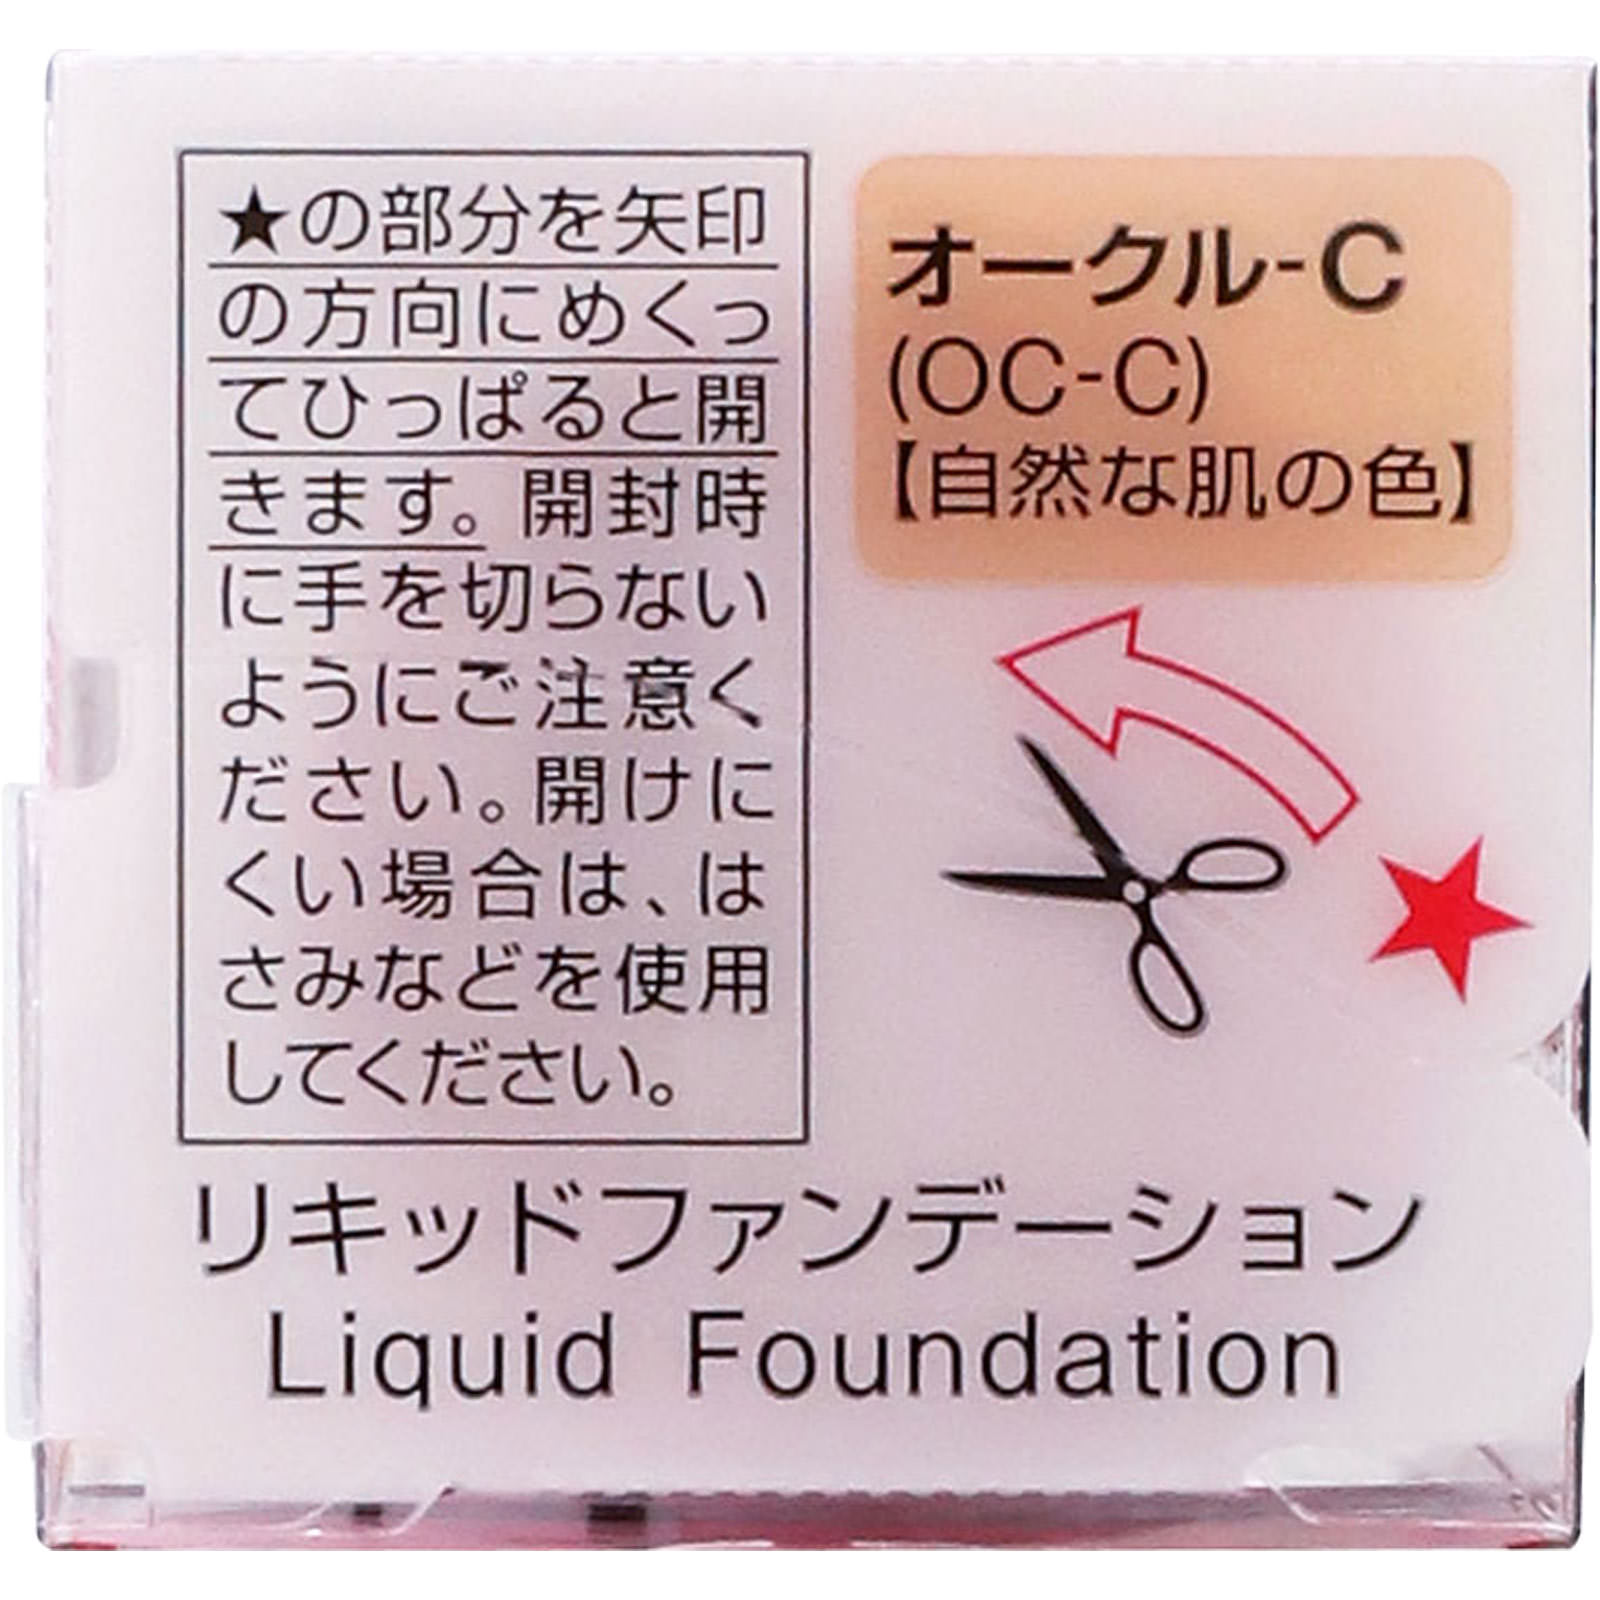 ★の部分を矢印
の方向にめくっ
てひっぱると開
きます。開封時
に手を切らない
ようにご注意く
ださい。開けに
くい場合は、は
さみなどを使用
してください。
オークル-C
(OC-C)
【自然な肌の色】
リキッドファンデーション
Liquid Foundation